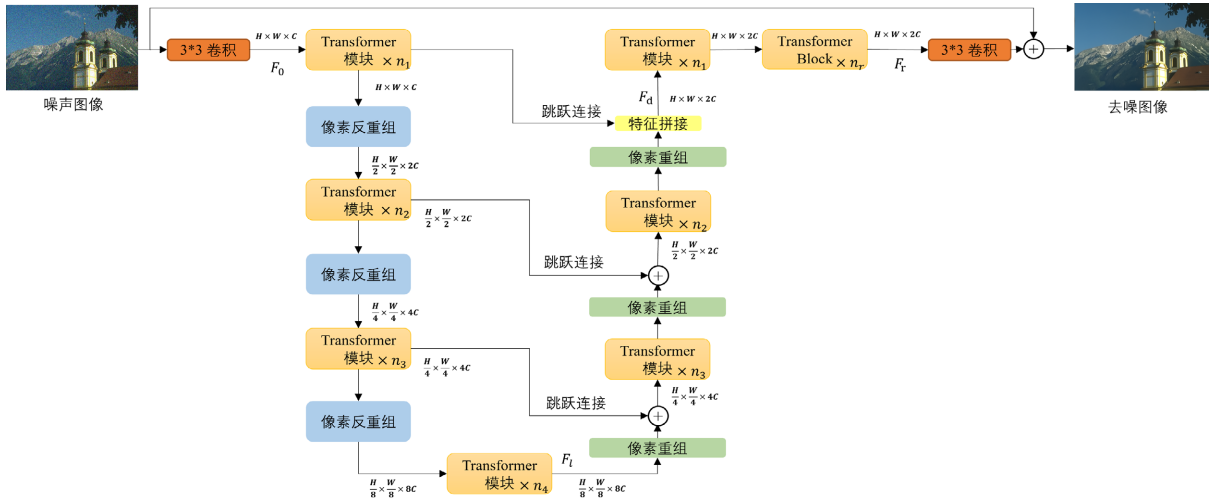 噪声图像
3*3 卷积
H × W × C
F₀
Transformer
模块 × n₁
H × W × C
像素反重组
H/2 × W/2 × 2C
Transformer
模块 × n₂
H/2 × W/2 × 2C
像素反重组
H/4 × W/4 × 4C
Transformer
模块 × n₃
H/4 × W/4 × 4C
像素反重组
H/8 × W/8 × 8C
Transformer
模块 × n₄
Fₗ
H/8 × W/8 × 8C
像素重组
跳跃连接
H/4 × W/4 × 4C
Transformer
模块 × n₃
像素重组
跳跃连接
H/2 × W/2 × 2C
Transformer
模块 × n₂
像素重组
跳跃连接
特征拼接
F_d
H × W × 2C
Transformer
模块 × n₁
H × W × 2C
Transformer
Block × nᵣ
H × W × 2C
Fᵣ
3*3 卷积
去噪图像